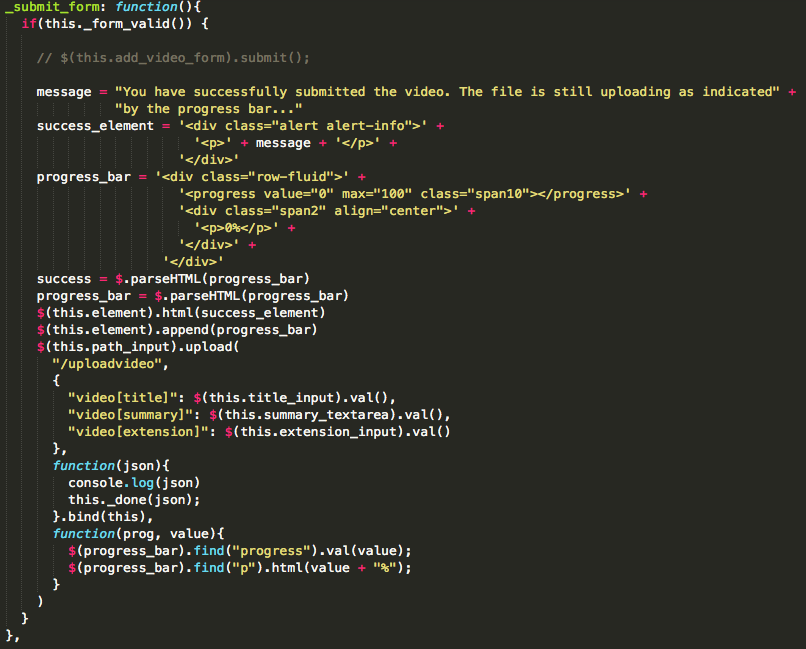 _submit_form: function(){
if(this._form_valid()) {
// $(this.add_video_form).submit();
message = "You have successfully submitted the video. The file is still uploading as indicated" +
"by the progress bar..."
success_element = '<div class="alert alert-info">' +
'<p>' + message + '</p>' +
'</div>'
progress_bar = '<div class="row-fluid">' +
'<progress value="0" max="100" class="span10"></progress>' +
'<div class="span2" align="center">' +
'<p>0%</p>' +
'</div>' +
'</div>'
success = $.parseHTML(progress_bar)
progress_bar = $.parseHTML(progress_bar)
$(this.element).html(success_element)
$(this.element).append(progress_bar)
$(this.path_input).upload(
"/uploadvideo",
{
"video[title]": $(this.title_input).val(),
"video[summary]": $(this.summary_textarea).val(),
"video[extension]": $(this.extension_input).val()
},
function(json){
console.log(json)
this._done(json);
}.bind(this),
function(prog, value){
$(progress_bar).find("progress").val(value);
$(progress_bar).find("p").html(value + "%");
}
)
}
},